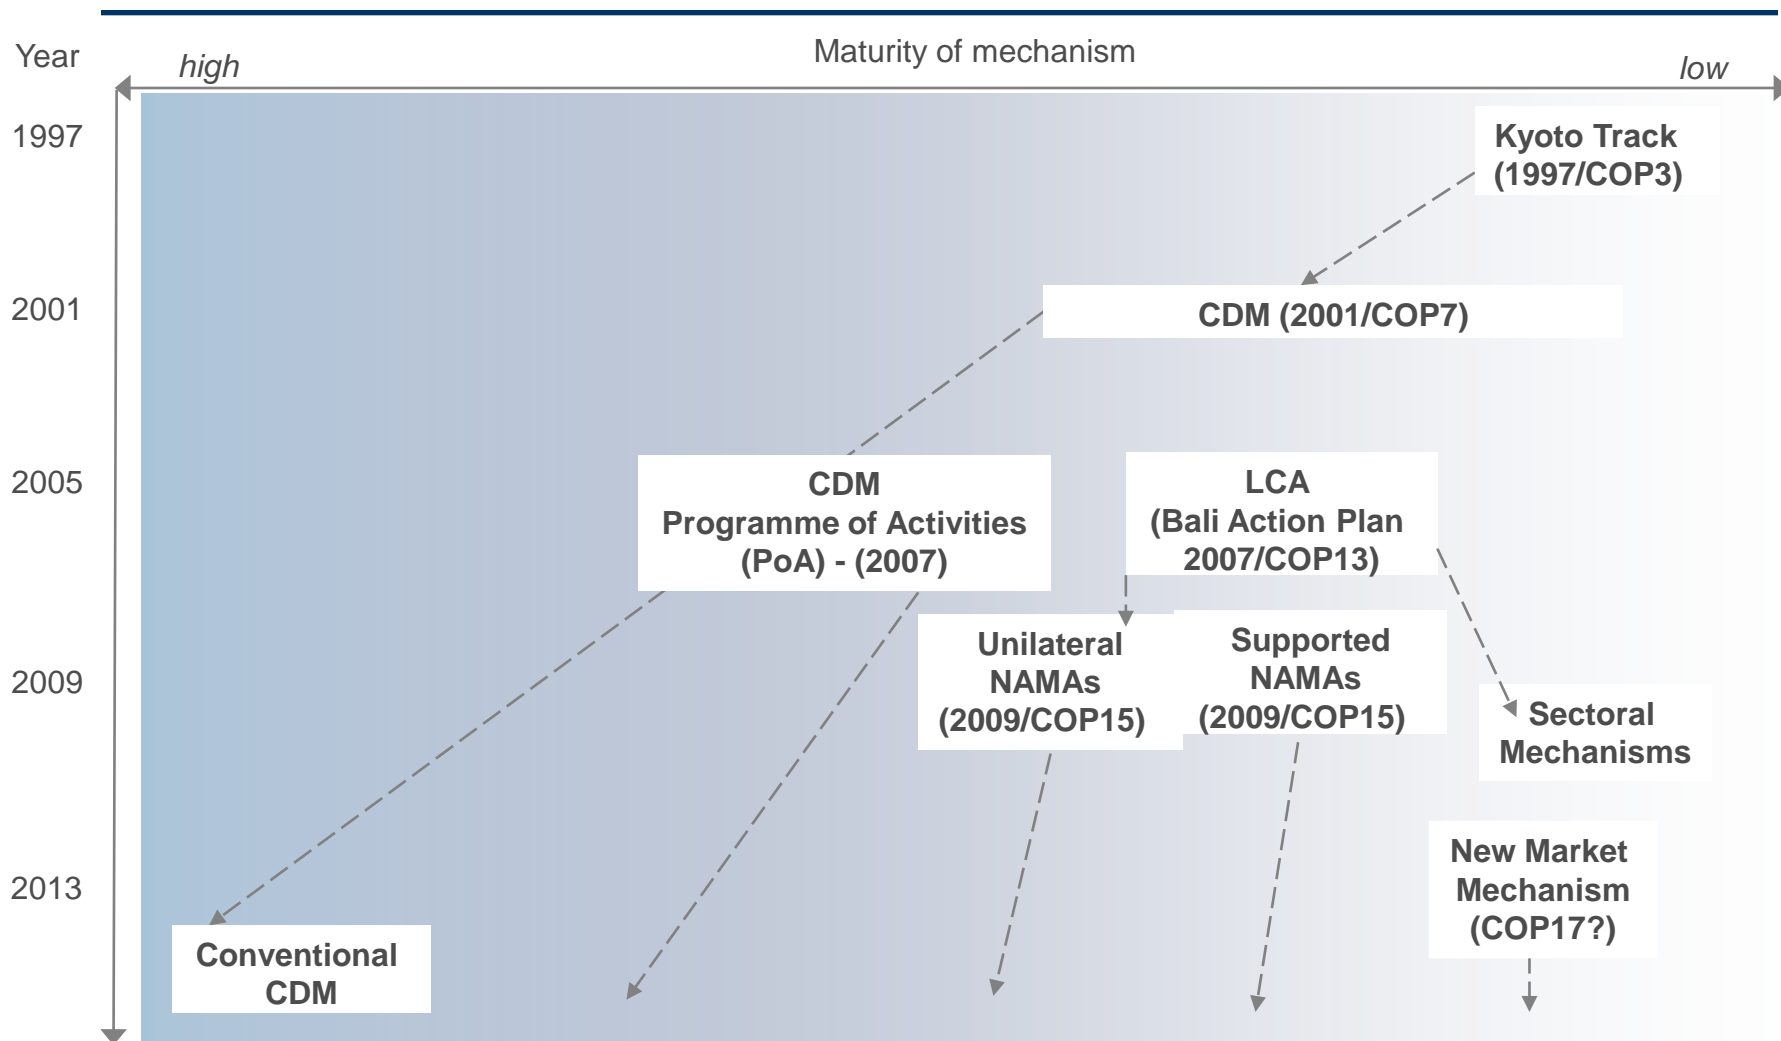 Year
Maturity of mechanism
high
low
1997
Kyoto Track
(1997/COP3)
2001
CDM (2001/COP7)
2005
CDM
Programme of Activities
(PoA) - (2007)
LCA
(Bali Action Plan
2007/COP13)
2009
Unilateral
NAMAs
(2009/COP15)
Supported
NAMAs
(2009/COP15)
Sectoral
Mechanisms
2013
New Market
Mechanism
(COP17?)
Conventional
CDM